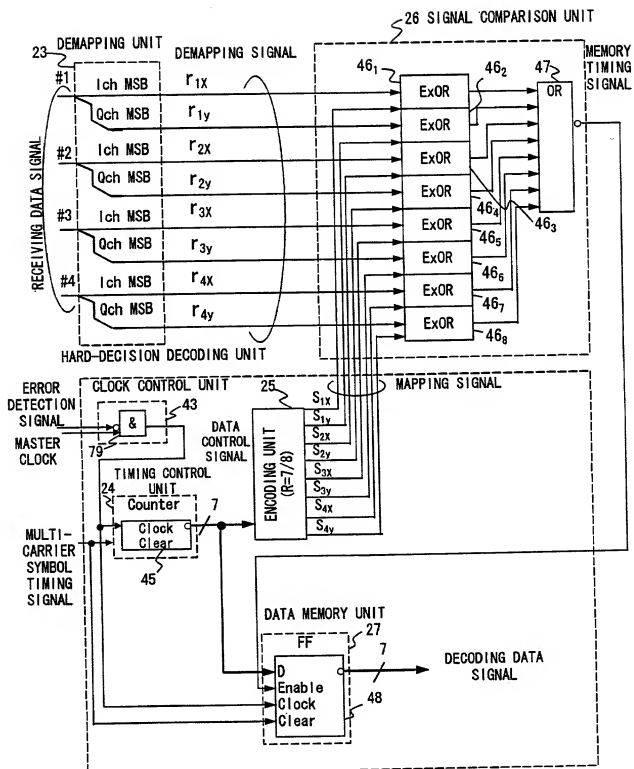 26 SIGNAL COMPARISON UNIT
DEMAPPING UNIT
DEMAPPING SIGNAL
MEMORY TIMING SIGNAL
23
46₁
46₂
47
#1
Ich MSB
r1X
ExOR
OR
Qch MSB
r1y
ExOR
#2
Ich MSB
r2X
ExOR
Qch MSB
r2y
ExOR
46₄
46₃
#3
Ich MSB
r3X
ExOR
46₅
Qch MSB
r3y
ExOR
46₆
#4
Ich MSB
r4X
ExOR
46₇
Qch MSB
r4y
ExOR
46₈
RECEIVING DATA SIGNAL
HARD-DECISION DECODING UNIT
CLOCK CONTROL UNIT
MAPPING SIGNAL
ERROR DETECTION SIGNAL
MASTER CLOCK
&
43
79
25
DATA CONTROL SIGNAL
ENCODING UNIT (R=7/8)
S1X
S1y
S2X
S2y
S3X
S3y
S4X
S4y
TIMING CONTROL UNIT
24
Counter
7
Clock
Clear
45
MULTI-CARRIER SYMBOL TIMING SIGNAL
DATA MEMORY UNIT
27
FF
7
D
Enable
Clock
Clear
48
DECODING DATA SIGNAL